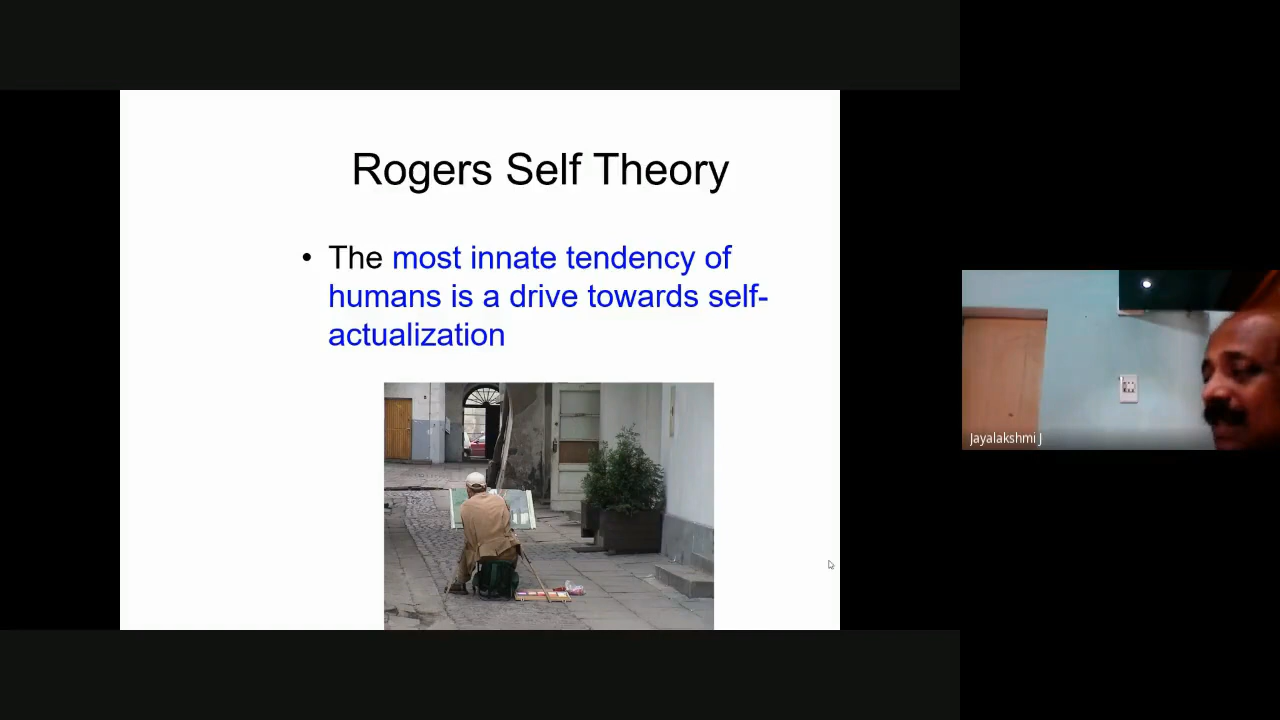 Rogers Self Theory
• The most innate tendency of
humans is a drive towards self-
actualization
Jayalakshmi J